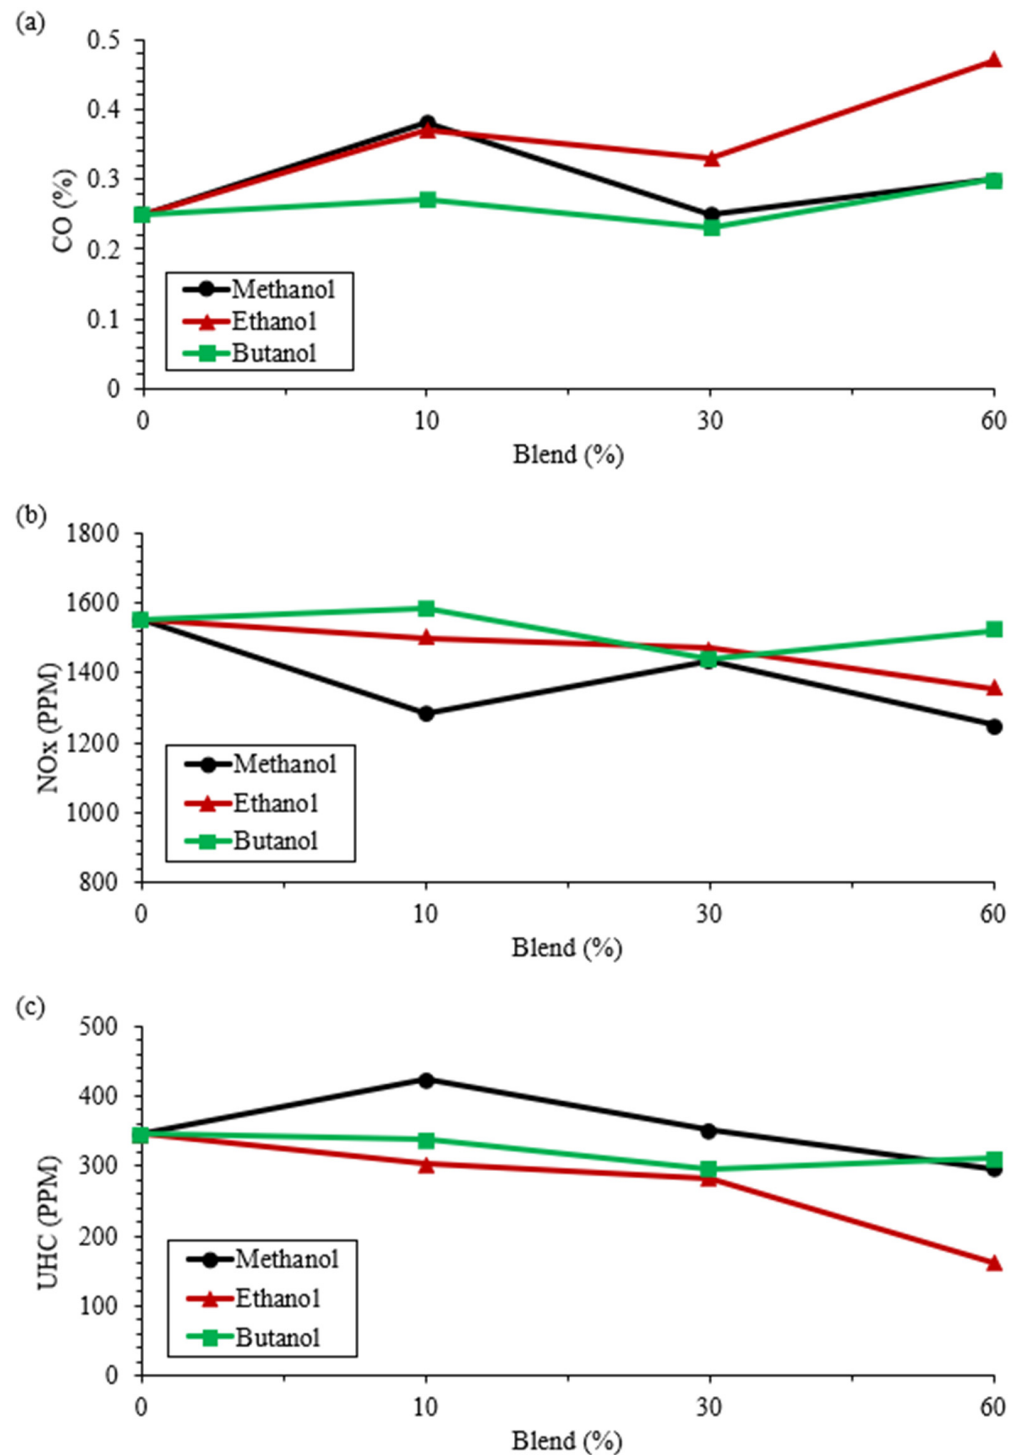 (a)
0.5
0.4
0.3
0.2
0.1
0
CO (%)
Methanol
Ethanol
Butanol
0 10 30 60
Blend (%)
(b)
1800
1600
1400
1200
1000
800
NOx (PPM)
Methanol
Ethanol
Butanol
0 10 30 60
Blend (%)
(c)
500
400
300
200
100
0
UHC (PPM)
Methanol
Ethanol
Butanol
0 10 30 60
Blend (%)